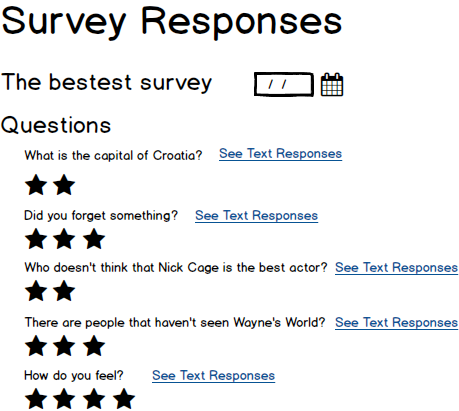 Survey Responses
The bestest survey / /
Questions
What is the capital of Croatia? See Text Responses
Did you forget something? See Text Responses
Who doesn't think that Nick Cage is the best actor? See Text Responses
There are people that haven't seen Wayne's World? See Text Responses
How do you feel? See Text Responses